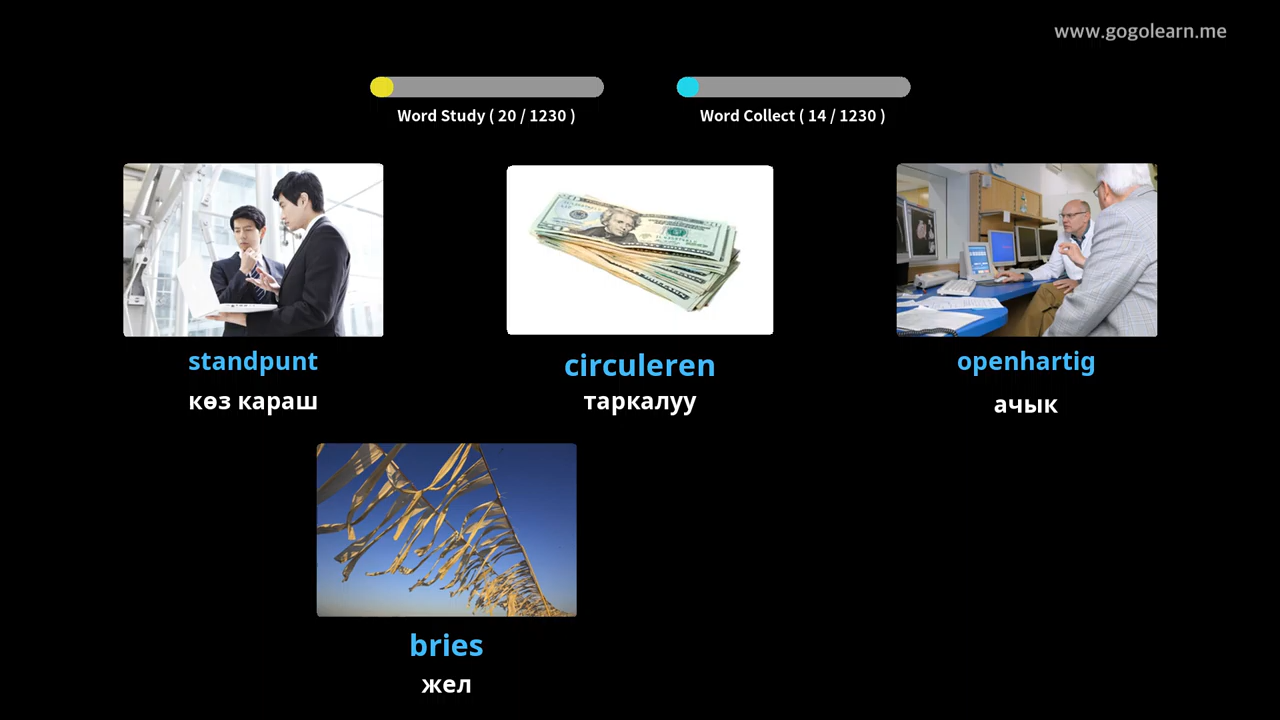 www.gogolearn.me
Word Study ( 20 / 1230 )
Word Collect ( 14 / 1230 )
standpunt
көз караш
circuleren
таркалуу
openhartig
ачык
bries
жел